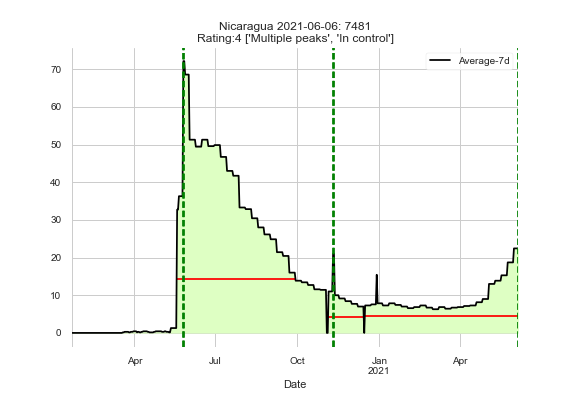 Nicaragua 2021-06-06: 7481
Rating:4 ['Multiple peaks', 'In control']
Average-7d
70
60
50
40
30
20
10
0
Apr
Jul
Oct
Jan
2021
Apr
Date